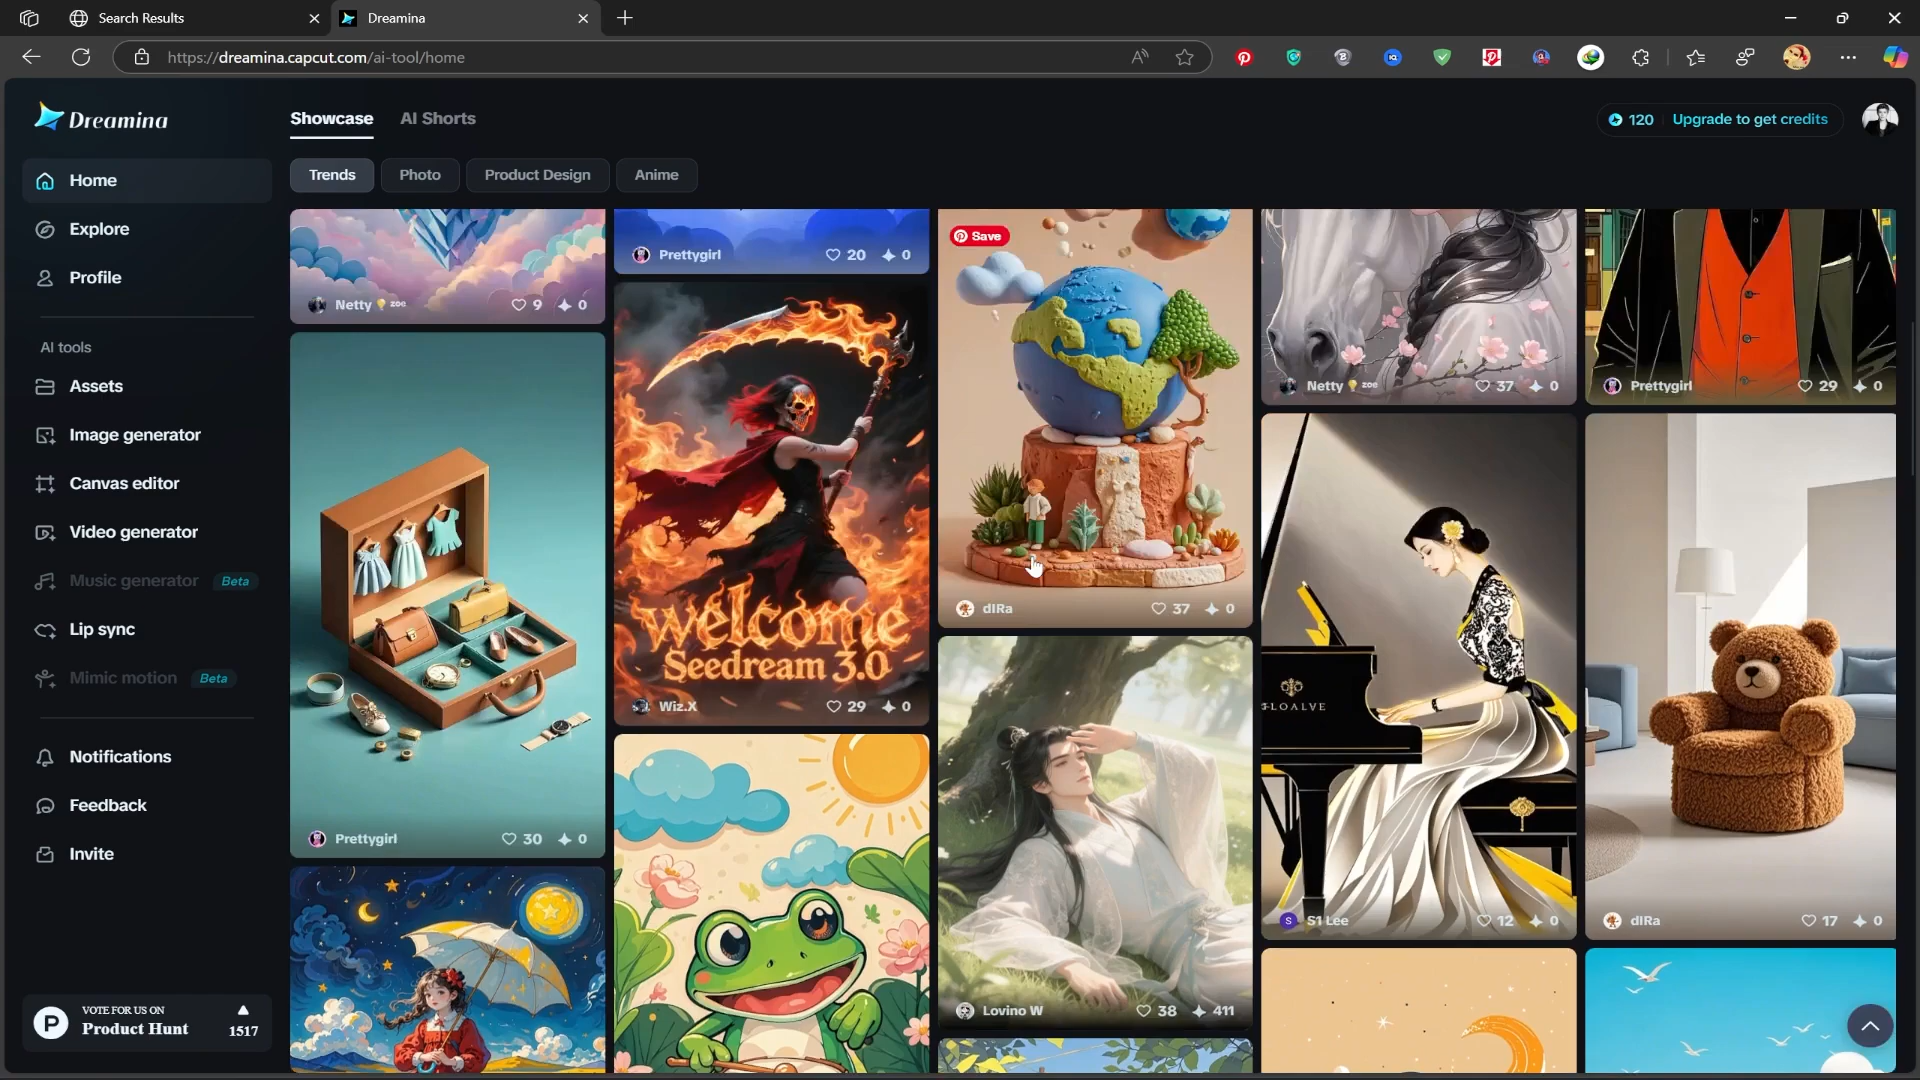 Search Results
Dreamina
https://dreamina.capcut.com/ai-tool/home
Dreamina
Showcase
AI Shorts
120
Upgrade to get credits
Home
Explore
Profile
AI tools
Assets
Image generator
Canvas editor
Video generator
Music generator
Beta
Lip sync
Mimic motion
Beta
Notifications
Feedback
Invite
VOTE FOR US ON
Product Hunt
1517
Trends
Photo
Product Design
Anime
Netty zoe
9
0
Prettygirl
30
0
Prettygirl
20
0
welcome
Seedream 3.0
Wiz.X
29
0
Save
dIRa
37
0
Lovino W
38
411
Netty zoe
37
0
S1 Lee
12
0
Prettygirl
29
0
dIRa
17
0